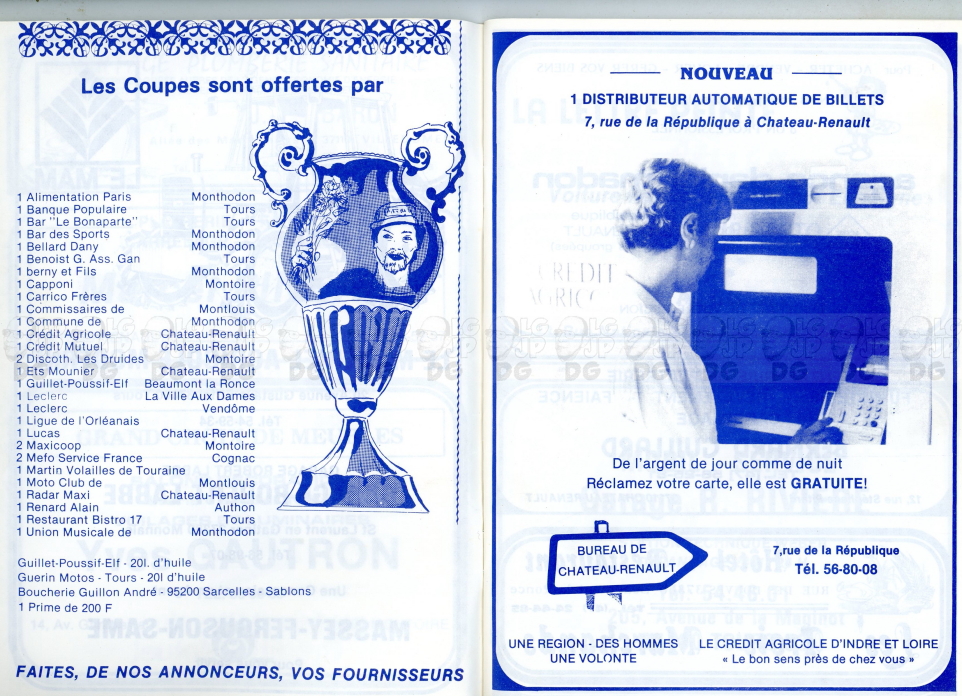 Les Coupes sont offertes par
1 Alimentation Paris Monthodon
1 Banque Populaire Tours
1 Bar "Le Bonaparte" Tours
1 Bar des Sports Monthodon
1 Bellard Dany Monthodon
1 Benoist G. Ass. Gan Tours
1 berny et Fils Monthodon
1 Capponi Montoire
1 Carrico Frères Tours
1 Commissaires de Montlouis
1 Commune de Monthodon
1 Crédit Agricole Chateau-Renault
1 Crédit Mutuel Chateau-Renault
2 Discoth. Les Druides Montoire
1 Ets Mounier Chateau-Renault
1 Guillet-Poussif-Elf Beaumont la Ronce
1 Leclerc La Ville Aux Dames
1 Leclerc Vendôme
1 Ligue de l'Orléanais
1 Lucas Chateau-Renault
2 Maxicoop Montoire
2 Mefo Service France Cognac
1 Martin Volailles de Touraine
1 Moto Club de Montlouis
1 Radar Maxi Chateau-Renault
1 Renard Alain Authon
1 Restaurant Bistro 17 Tours
1 Union Musicale de Monthodon
Guillet-Poussif-Elf - 20l. d'huile
Guerin Motos - Tours - 20l d'huile
Boucherie Guillon André - 95200 Sarcelles - Sablons
1 Prime de 200 F
FAITES, DE NOS ANNONCEURS, VOS FOURNISSEURS
NOUVEAU
1 DISTRIBUTEUR AUTOMATIQUE DE BILLETS
7, rue de la République à Chateau-Renault
CREDIT
AGRICO
De l'argent de jour comme de nuit
Réclamez votre carte, elle est GRATUITE!
BUREAU DE
CHATEAU-RENAULT
7,rue de la République
Tél. 56-80-08
UNE REGION - DES HOMMES
UNE VOLONTE
LE CREDIT AGRICOLE D'INDRE ET LOIRE
« Le bon sens près de chez vous »